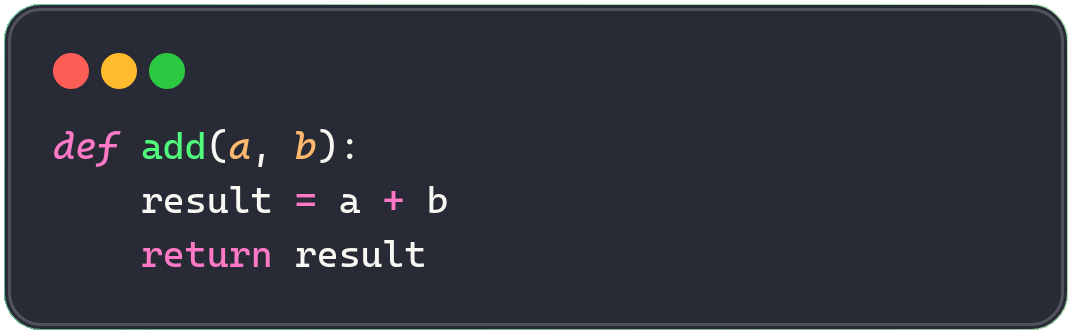 def add(a, b):
    result = a + b
    return result